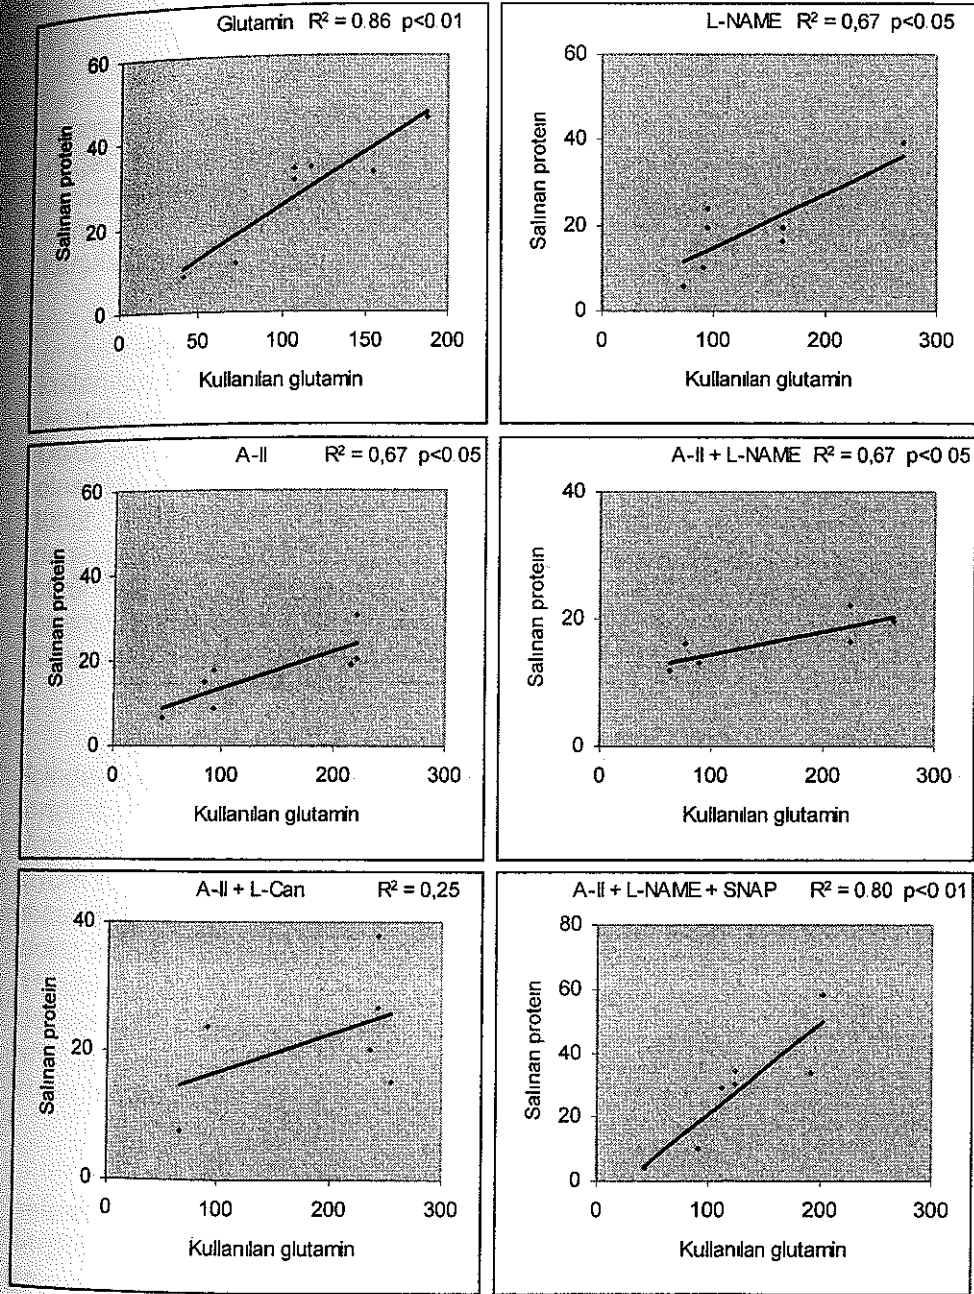 Glutamin R² = 0.86 p<0.01
60
40
20
0
Salınan protein
0 50 100 150 200
Kullanılan glutamin
L-NAME R² = 0,67 p<0.05
60
40
20
0
Salınan protein
0 100 200 300
Kullanılan glutamin
A-II R² = 0,67 p<0 05
60
40
20
0
Salınan protein
0 100 200 300
Kullanılan glutamin
A-II + L-NAME R² = 0,67 p<0 05
40
20
0
Salınan protein
0 100 200 300
Kullanılan glutamin
A-II + L-Can R² = 0,25
40
20
0
Salınan protein
0 100 200 300
Kullanılan glutamin
A-II + L-NAME + SNAP R² = 0.80 p<0 01
80
60
40
20
0
Salınan protein
0 100 200 300
Kullanılan glutamin